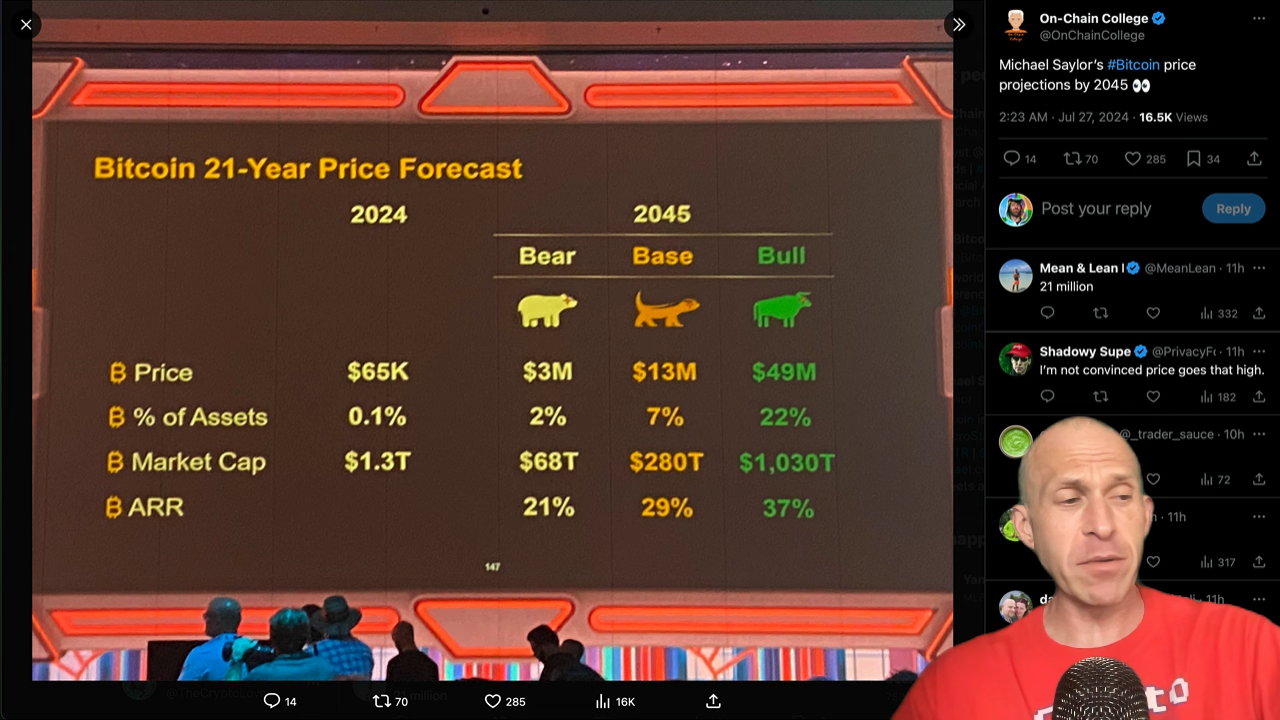 Bitcoin 21-Year Price Forecast
2024
2045
Bear
Base
Bull
Price
$65K
$3M
$13M
$49M
% of Assets
0.1%
2%
7%
22%
Market Cap
$1.3T
$68T
$280T
$1,030T
ARR
21%
29%
37%
147
14
70
285
16K
On-Chain College
@OnChainCollege
Michael Saylor's #Bitcoin price
projections by 2045 👀
2:23 AM · Jul 27, 2024 · 16.5K Views
14
70
285
34
Post your reply
Reply
Mean & Lean @MeanLean · 11h
21 million
332
Shadowy Supe @PrivacyF · 11h
I'm not convinced price goes that high.
182
@_trader_sauce · 10h
72
11h
317
11h